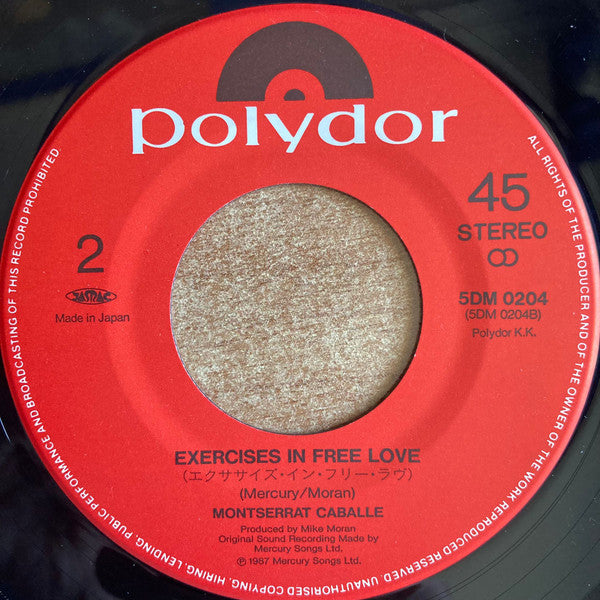 polydor
45
STEREO
2
JASRAC
Made in Japan
5DM 0204
(5DM 0204B)
Polydor K.K.
EXERCISES IN FREE LOVE
(エクササイズ・イン・フリー・ラヴ)
(Mercury/Moran)
MONTSERRAT CABALLE
Produced by Mike Moran
Original Sound Recording Made by
Mercury Songs Ltd.
℗ 1987 Mercury Songs Ltd.
ALL RIGHTS OF THE PRODUCER AND OF THE OWNER OF THE WORK REPRODUCED RESERVED. UNAUTHORISED COPYING, HIRING, LENDING, PUBLIC PERFORMANCE AND BROADCASTING OF THIS RECORD PROHIBITED